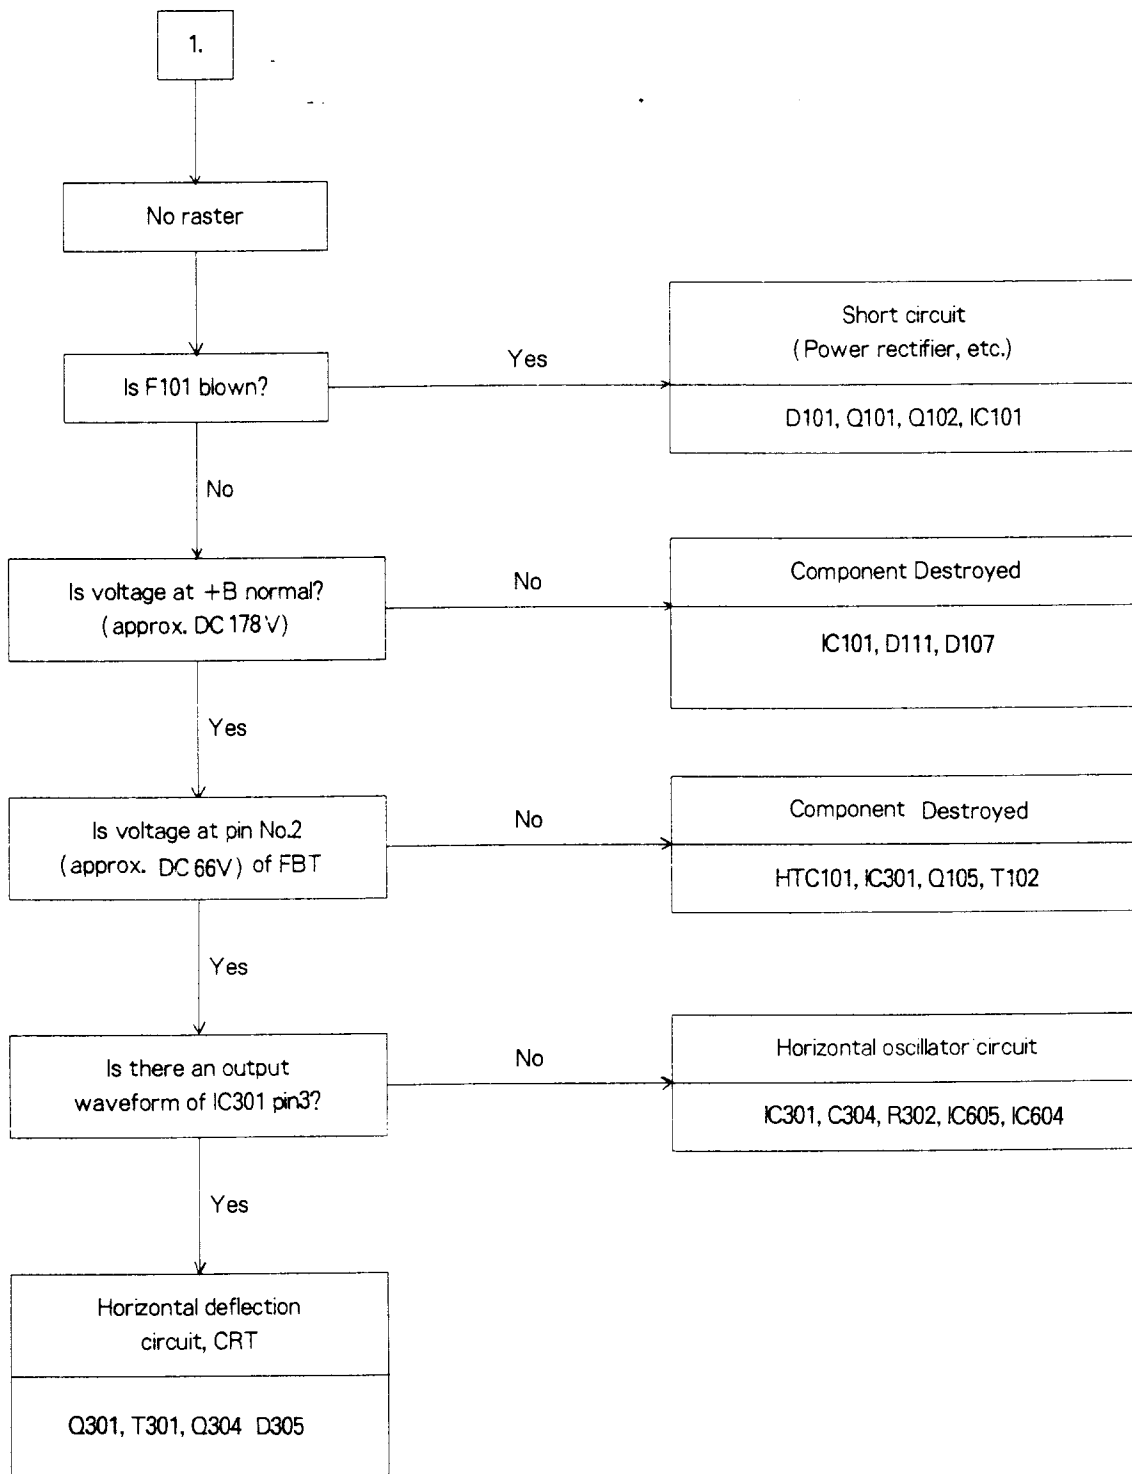 1.
No raster
Is F101 blown?
Yes
Short circuit
(Power rectifier, etc.)
D101, Q101, Q102, IC101
No
Is voltage at +B normal?
(approx. DC 178 V)
No
Component Destroyed
IC101, D111, D107
Yes
Is voltage at pin No.2
(approx. DC 66V) of FBT
No
Component Destroyed
HTC101, IC301, Q105, T102
Yes
Is there an output
waveform of IC301 pin3?
No
Horizontal oscillator circuit
IC301, C304, R302, IC605, IC604
Yes
Horizontal deflection
circuit, CRT
Q301, T301, Q304 D305